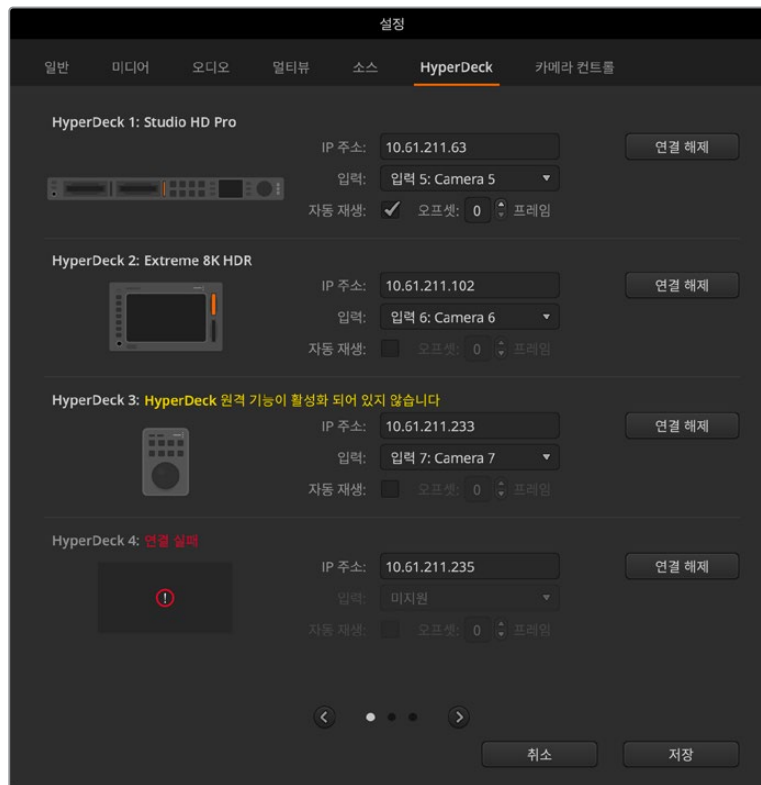 설정
일반 미디어 오디오 멀티뷰 소스 HyperDeck 카메라 컨트롤
HyperDeck 1: Studio HD Pro
IP 주소: 10.61.211.63 연결 해제
입력: 입력 5: Camera 5
자동 재생: 오프셋: 0 프레임
HyperDeck 2: Extreme 8K HDR
IP 주소: 10.61.211.102 연결 해제
입력: 입력 6: Camera 6
자동 재생: 오프셋: 0 프레임
HyperDeck 3: HyperDeck 원격 기능이 활성화 되어 있지 않습니다
IP 주소: 10.61.211.233 연결 해제
입력: 입력 7: Camera 7
자동 재생: 오프셋: 0 프레임
HyperDeck 4: 연결 실패
IP 주소: 10.61.211.235 연결 해제
입력: 미지원
자동 재생: 오프셋: 0 프레임
취소 저장